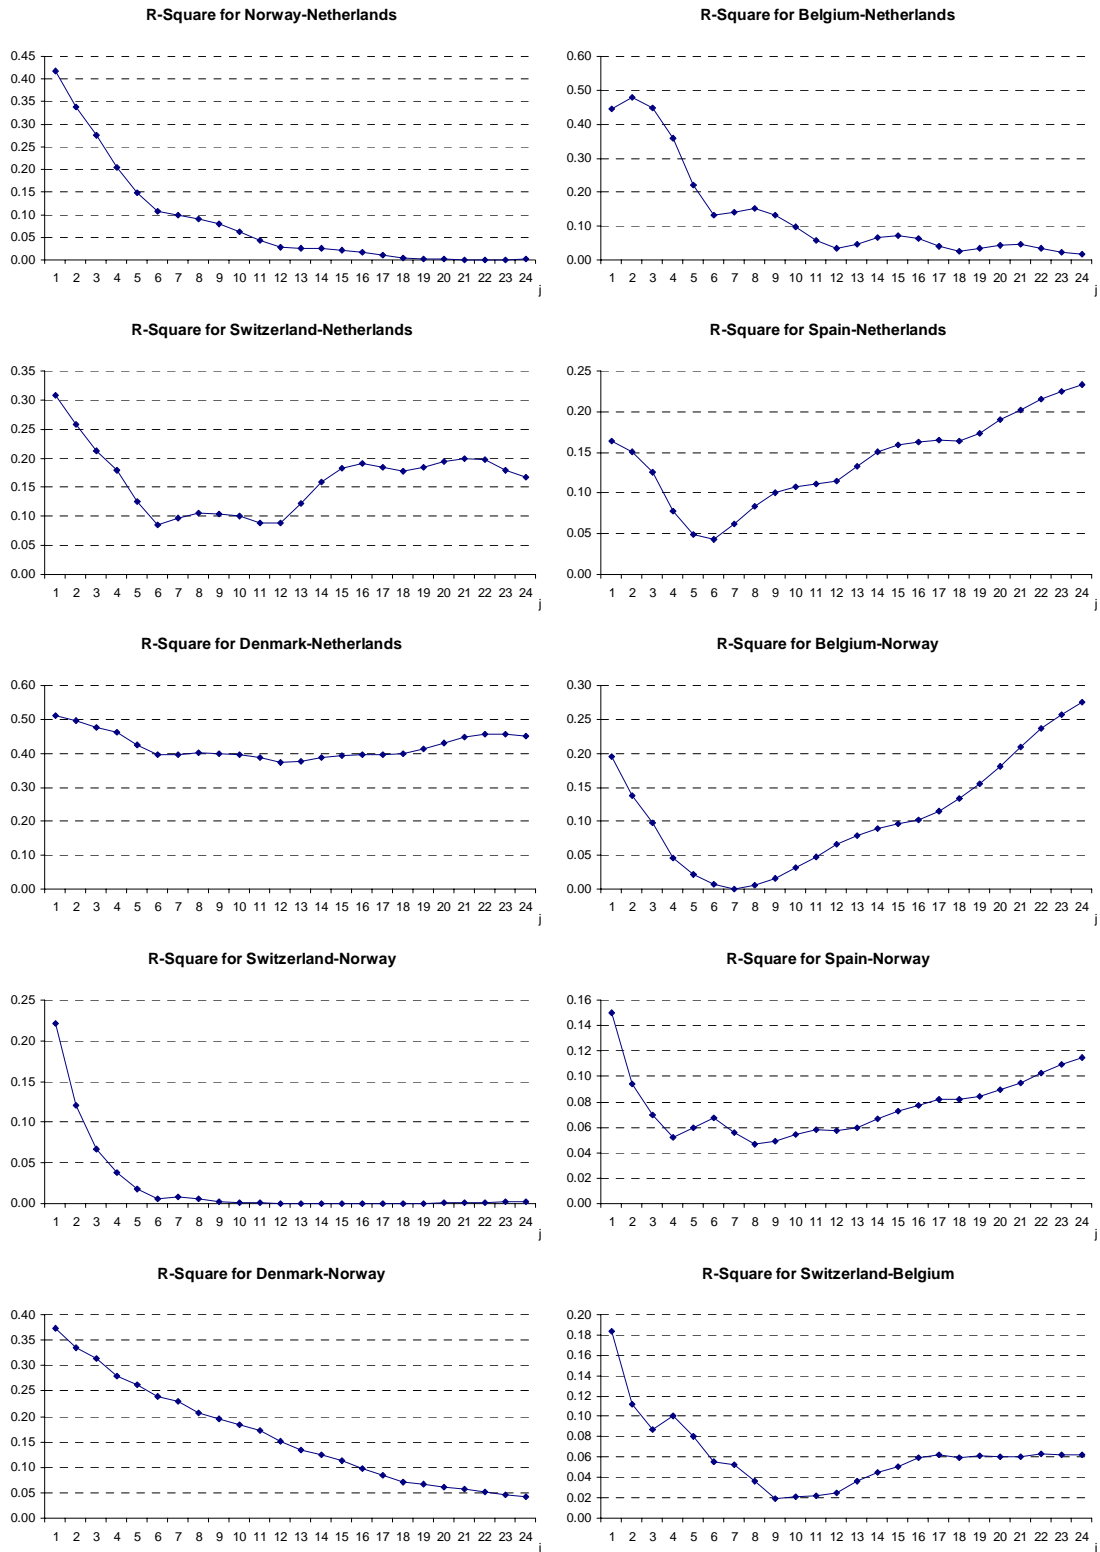 R-Square for Norway-Netherlands
0.45
0.40
0.35
0.30
0.25
0.20
0.15
0.10
0.05
0.00
1 2 3 4 5 6 7 8 9 10 11 12 13 14 15 16 17 18 19 20 21 22 23 24
j
R-Square for Belgium-Netherlands
0.60
0.50
0.40
0.30
0.20
0.10
0.00
1 2 3 4 5 6 7 8 9 10 11 12 13 14 15 16 17 18 19 20 21 22 23 24
j
R-Square for Switzerland-Netherlands
0.35
0.30
0.25
0.20
0.15
0.10
0.05
0.00
1 2 3 4 5 6 7 8 9 10 11 12 13 14 15 16 17 18 19 20 21 22 23 24
j
R-Square for Spain-Netherlands
0.25
0.20
0.15
0.10
0.05
0.00
1 2 3 4 5 6 7 8 9 10 11 12 13 14 15 16 17 18 19 20 21 22 23 24
j
R-Square for Denmark-Netherlands
0.60
0.50
0.40
0.30
0.20
0.10
0.00
1 2 3 4 5 6 7 8 9 10 11 12 13 14 15 16 17 18 19 20 21 22 23 24
j
R-Square for Belgium-Norway
0.30
0.25
0.20
0.15
0.10
0.05
0.00
1 2 3 4 5 6 7 8 9 10 11 12 13 14 15 16 17 18 19 20 21 22 23 24
j
R-Square for Switzerland-Norway
0.25
0.20
0.15
0.10
0.05
0.00
1 2 3 4 5 6 7 8 9 10 11 12 13 14 15 16 17 18 19 20 21 22 23 24
j
R-Square for Spain-Norway
0.16
0.14
0.12
0.10
0.08
0.06
0.04
0.02
0.00
1 2 3 4 5 6 7 8 9 10 11 12 13 14 15 16 17 18 19 20 21 22 23 24
j
R-Square for Denmark-Norway
0.40
0.35
0.30
0.25
0.20
0.15
0.10
0.05
0.00
1 2 3 4 5 6 7 8 9 10 11 12 13 14 15 16 17 18 19 20 21 22 23 24
j
R-Square for Switzerland-Belgium
0.20
0.18
0.16
0.14
0.12
0.10
0.08
0.06
0.04
0.02
0.00
1 2 3 4 5 6 7 8 9 10 11 12 13 14 15 16 17 18 19 20 21 22 23 24
j